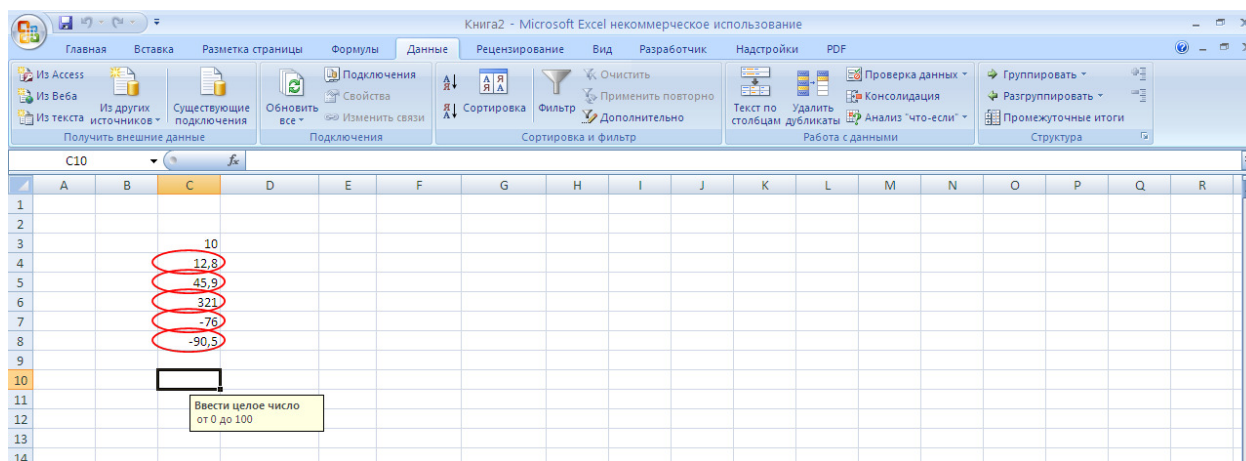 Книга2 - Microsoft Excel некоммерческое использование
Главная Вставка Разметка страницы Формулы Данные Рецензирование Вид Разработчик Надстройки PDF
Из Access
Из Веба
Из текста
Из других источников
Существующие подключения
Получить внешние данные
Обновить все
Подключения
Свойства
Изменить связи
Подключения
Сортировка
Фильтр
Очистить
Применить повторно
Дополнительно
Сортировка и фильтр
Текст по столбцам
Удалить дубликаты
Проверка данных
Консолидация
Анализ "что-если"
Работа с данными
Группировать
Разгруппировать
Промежуточные итоги
Структура
C10 fx
A B C D E F G H I J K L M N O P Q R
1
2
3 10
4 12,8
5 45,9
6 321
7 -76
8 -90,5
9
10
11 Ввести целое число
12 от 0 до 100
13
14